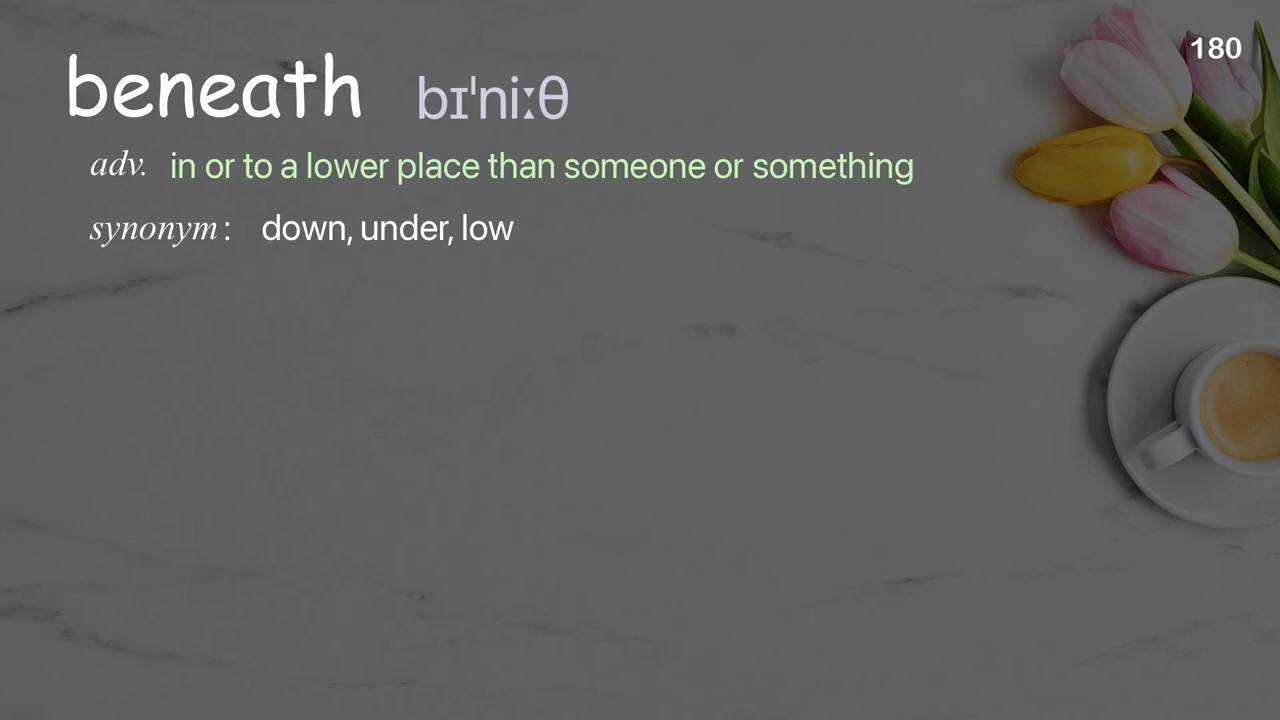 180
beneath bɪˈniːθ
adv. in or to a lower place than someone or something
synonym: down, under, low